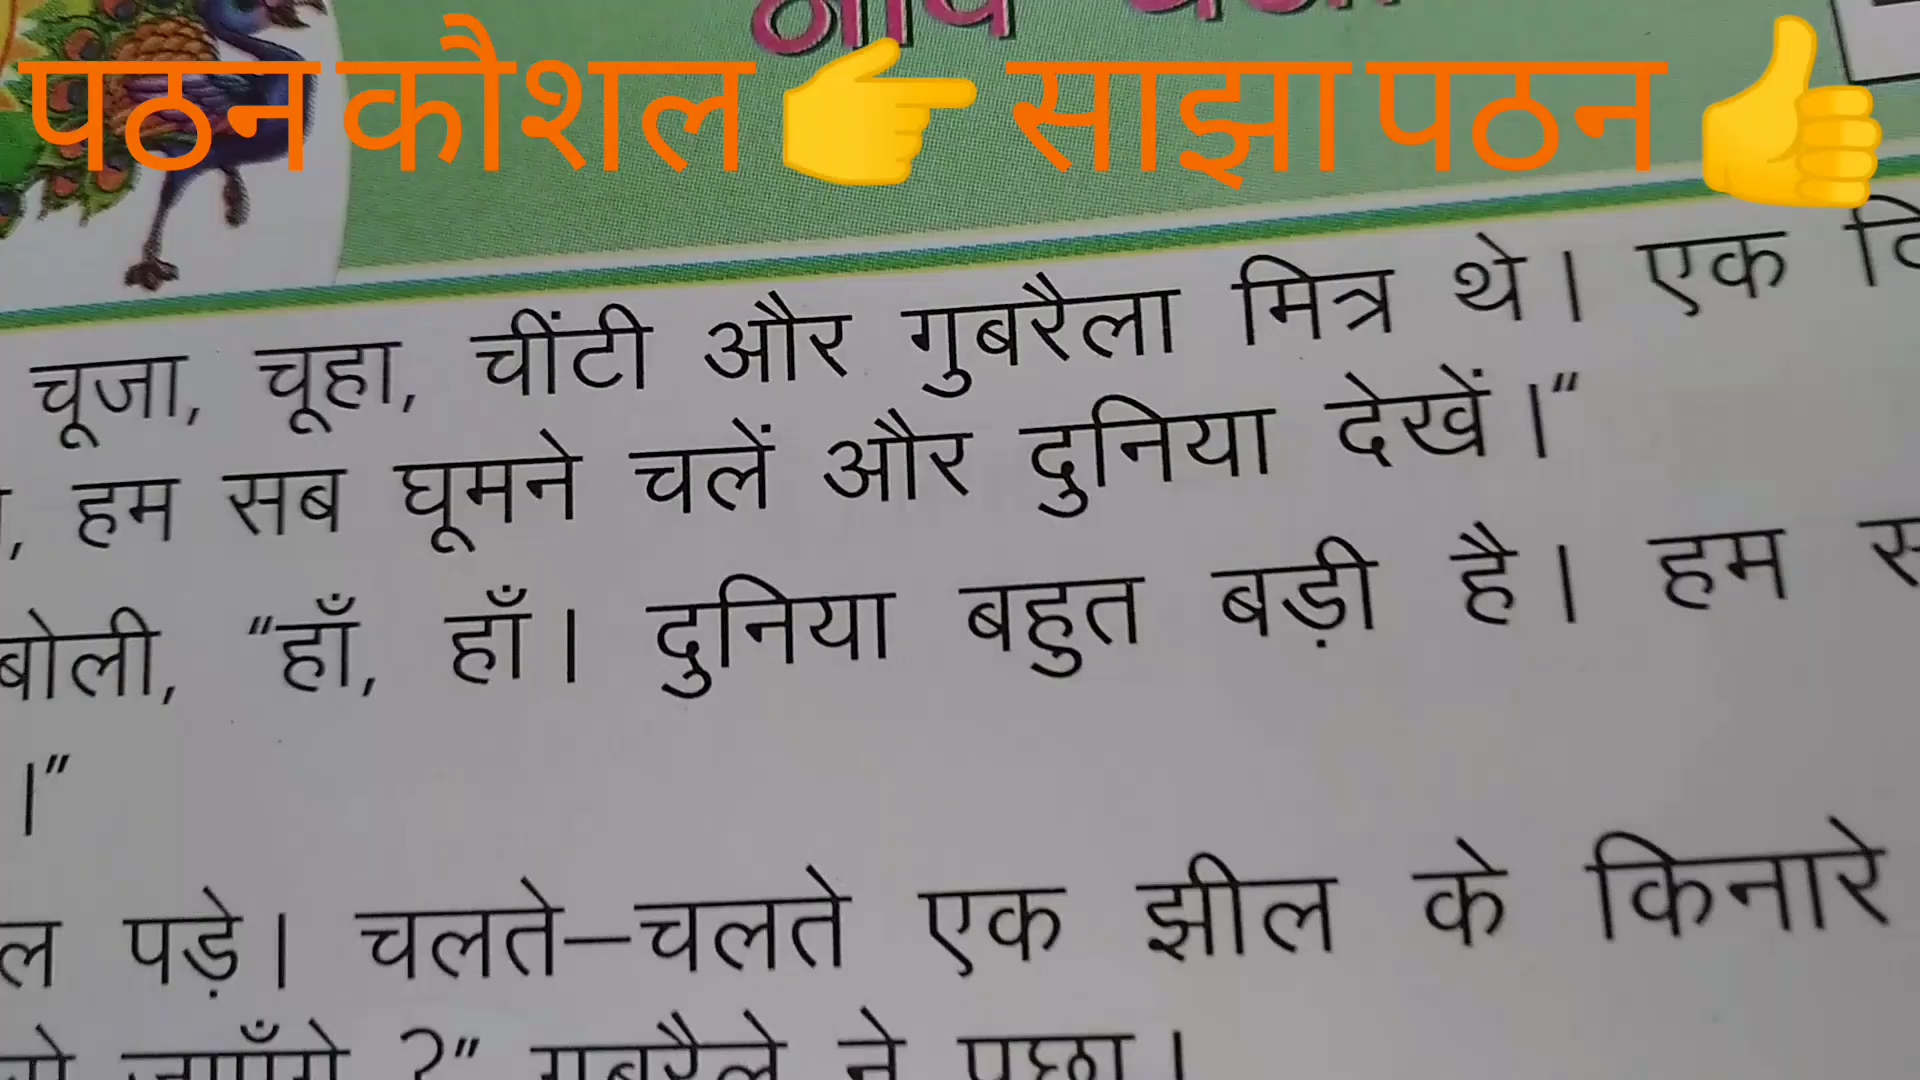 पठन कौशल 👉 साझा पठन 👍
चूजा, चूहा, चींटी और गुबरैला मित्र थे। एक
हम सब घूमने चलें और दुनिया देखें।“
बोली, “हाँ, हाँ। दुनिया बहुत बड़ी है। हम
।”
पड़े। चलते–चलते एक झील के किनारे
?” गुबरैले ने पूछा।